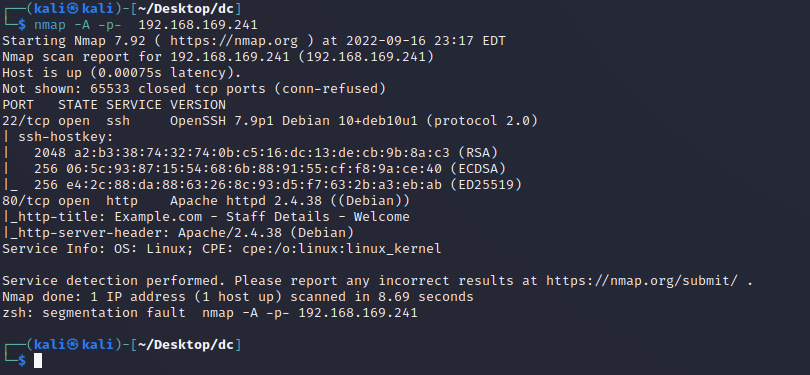 ┌──(kali㉿kali)-[~/Desktop/dc]
└─$ nmap -A -p-  192.168.169.241
Starting Nmap 7.92 ( https://nmap.org ) at 2022-09-16 23:17 EDT
Nmap scan report for 192.168.169.241 (192.168.169.241)
Host is up (0.00075s latency).
Not shown: 65533 closed tcp ports (conn-refused)
PORT   STATE SERVICE VERSION
22/tcp open  ssh     OpenSSH 7.9p1 Debian 10+deb10u1 (protocol 2.0)
| ssh-hostkey:
|   2048 a2:b3:38:74:32:74:0b:c5:16:dc:13:de:cb:9b:8a:c3 (RSA)
|   256 06:5c:93:87:15:54:68:6b:88:91:55:cf:f8:9a:ce:40 (ECDSA)
|_  256 e4:2c:88:da:88:63:26:8c:93:d5:f7:63:2b:a3:eb:ab (ED25519)
80/tcp open  http    Apache httpd 2.4.38 ((Debian))
|_http-title: Example.com - Staff Details - Welcome
|_http-server-header: Apache/2.4.38 (Debian)
Service Info: OS: Linux; CPE: cpe:/o:linux:linux_kernel
Service detection performed. Please report any incorrect results at https://nmap.org/submit/ .
Nmap done: 1 IP address (1 host up) scanned in 8.69 seconds
zsh: segmentation fault  nmap -A -p- 192.168.169.241
┌──(kali㉿kali)-[~/Desktop/dc]
└─$